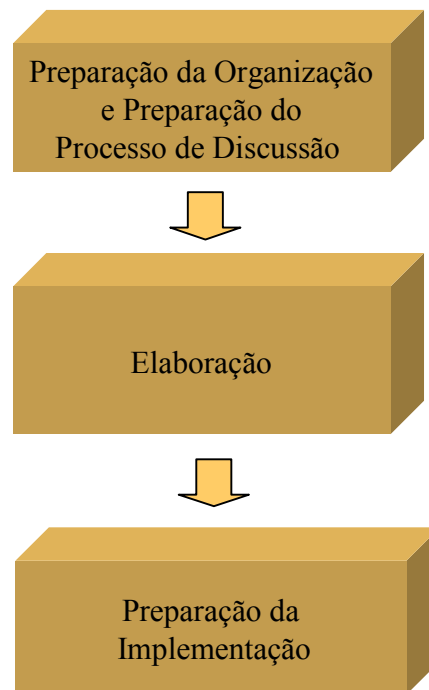 Preparação da Organização
e Preparação do
Processo de Discussão
Elaboração
Preparação da
Implementação